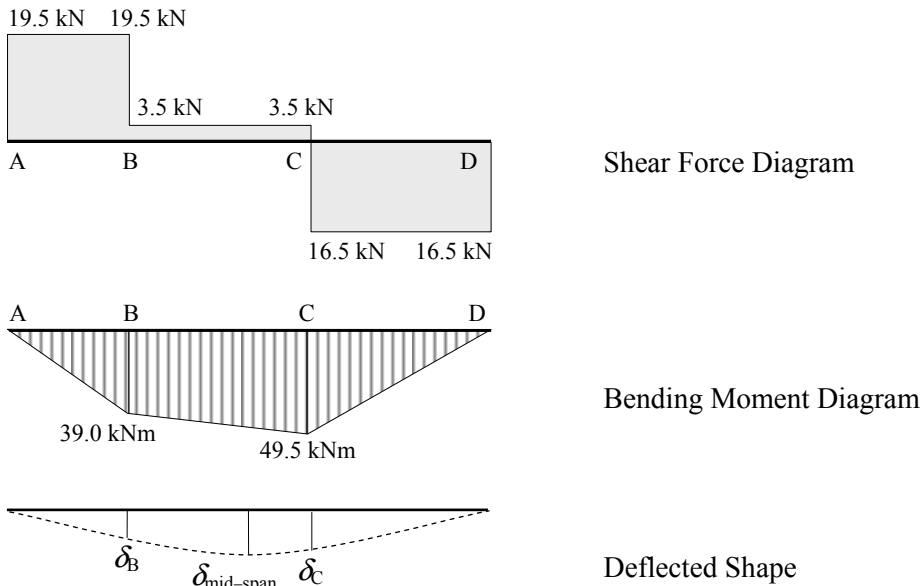 19.5 kN 19.5 kN
3.5 kN 3.5 kN
A B C D
Shear Force Diagram
16.5 kN 16.5 kN
A B C D
Bending Moment Diagram
39.0 kNm
49.5 kNm
δB δmid–span δC
Deflected Shape